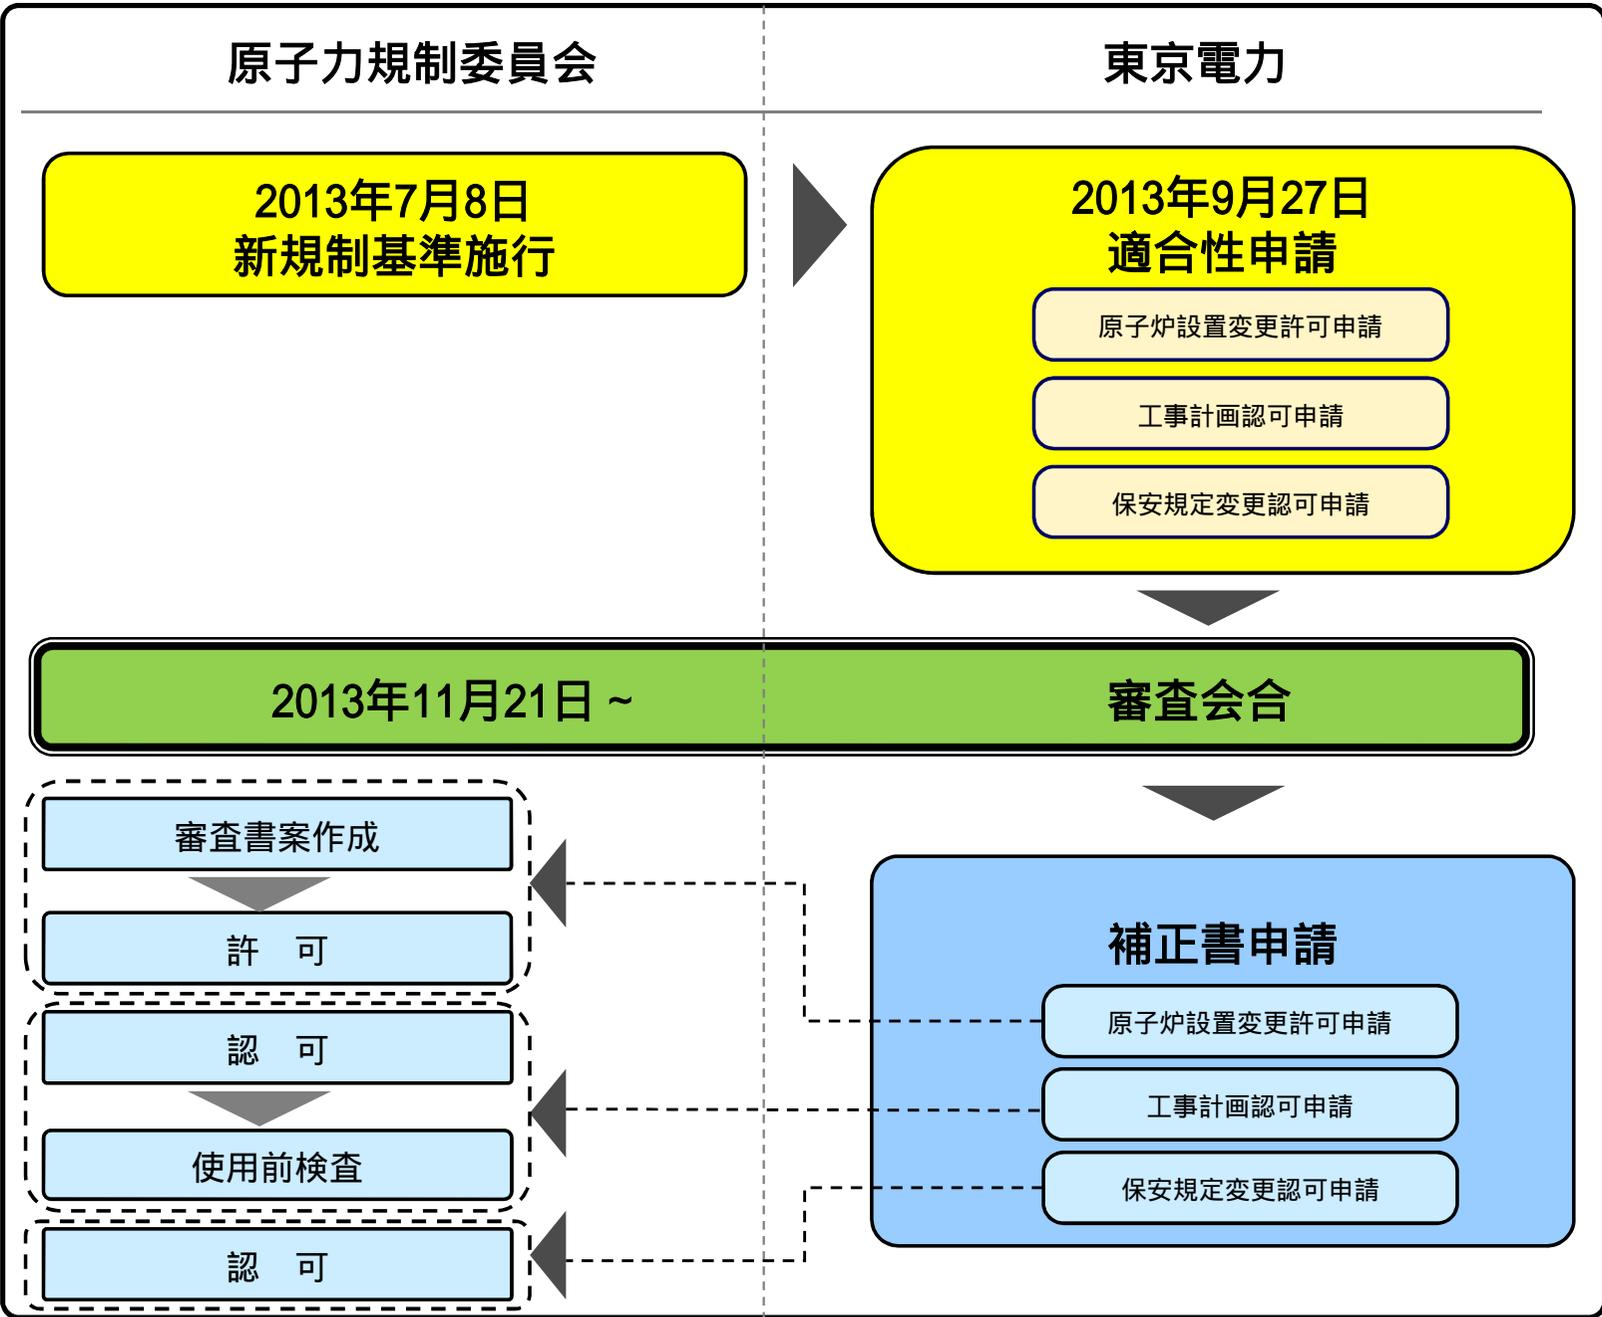 原子力規制委員会
東京電力
2013年7月8日
新規制基準施行
2013年9月27日
適合性申請
原子炉設置変更許可申請
工事計画認可申請
保安規定変更認可申請
2013年11月21日~
審査会合
審査書案作成
許　可
認　可
使用前検査
認　可
補正書申請
原子炉設置変更許可申請
工事計画認可申請
保安規定変更認可申請